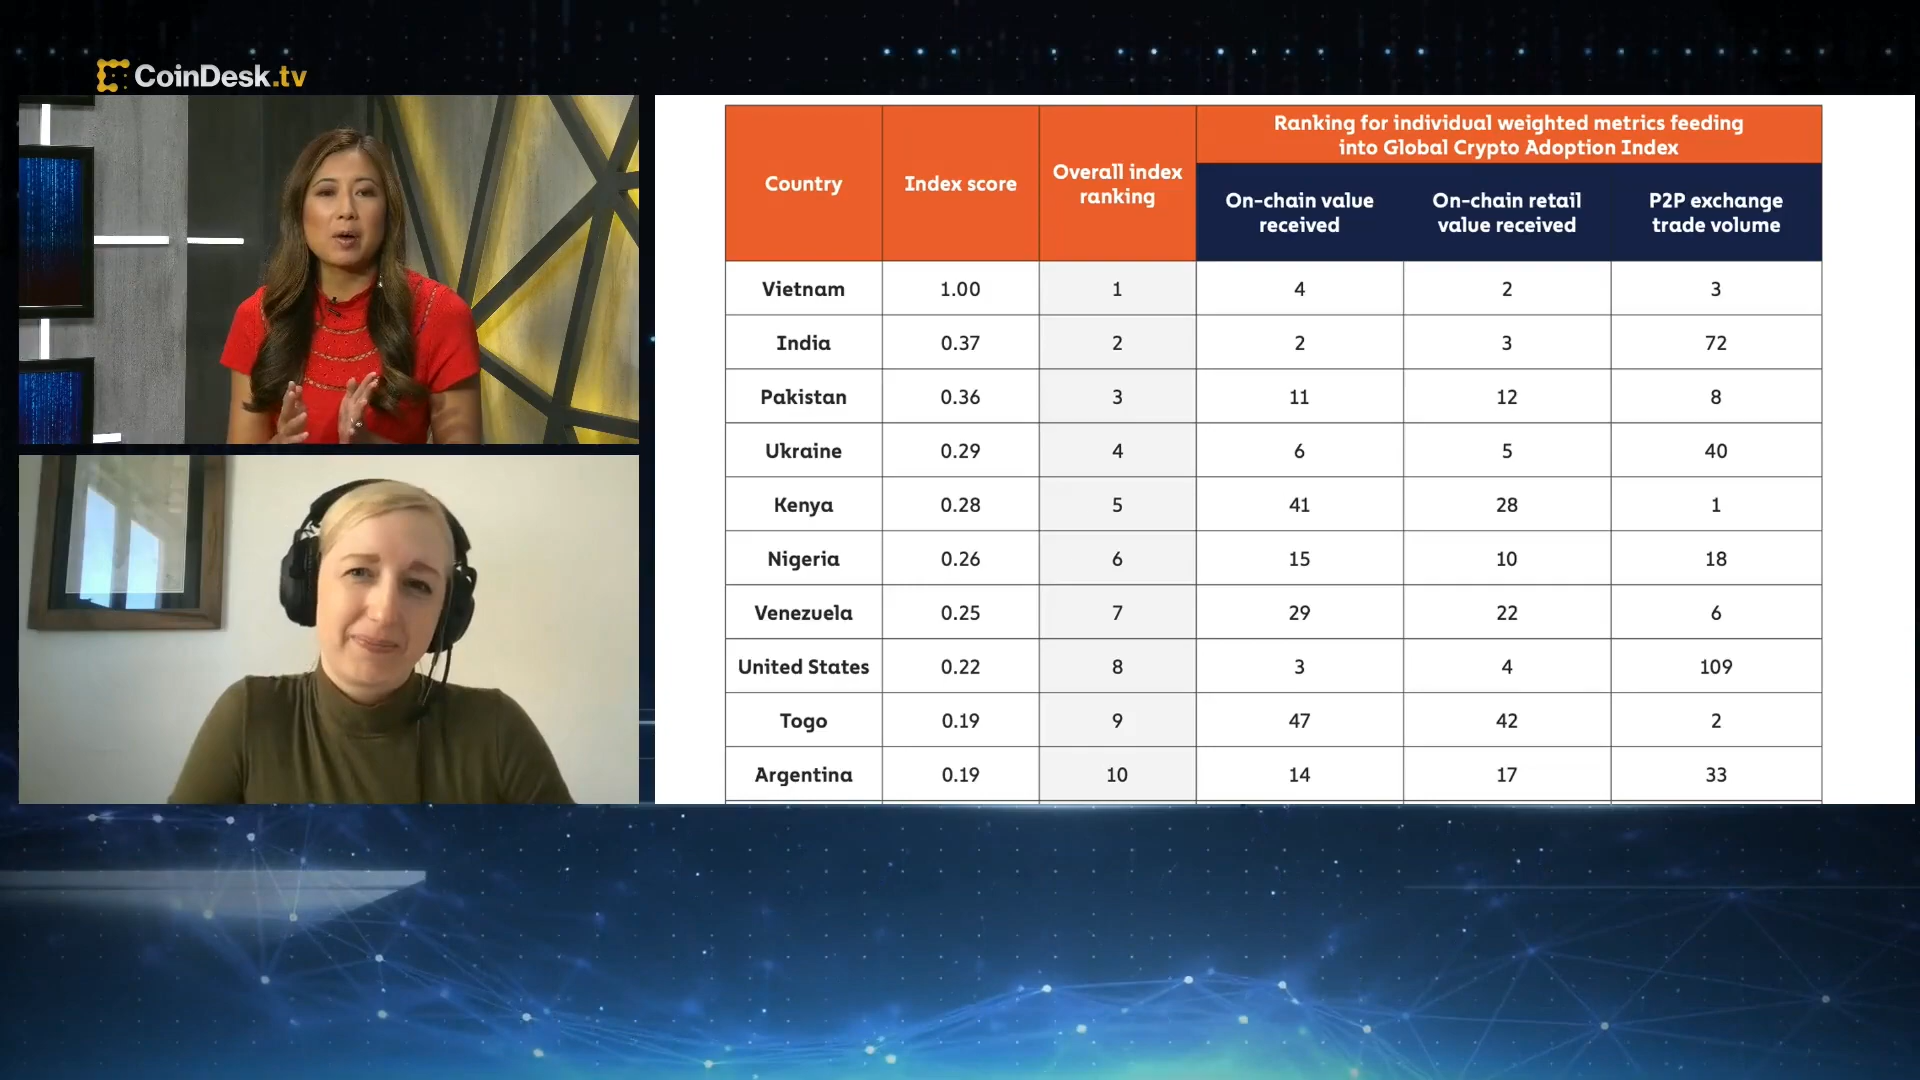 CoinDesk.tv
Ranking for individual weighted metrics feeding
into Global Crypto Adoption Index
Country
Index score
Overall index
ranking
On-chain value
received
On-chain retail
value received
P2P exchange
trade volume
Vietnam 1.00 1 4 2 3
India 0.37 2 2 3 72
Pakistan 0.36 3 11 12 8
Ukraine 0.29 4 6 5 40
Kenya 0.28 5 41 28 1
Nigeria 0.26 6 15 10 18
Venezuela 0.25 7 29 22 6
United States 0.22 8 3 4 109
Togo 0.19 9 47 42 2
Argentina 0.19 10 14 17 33